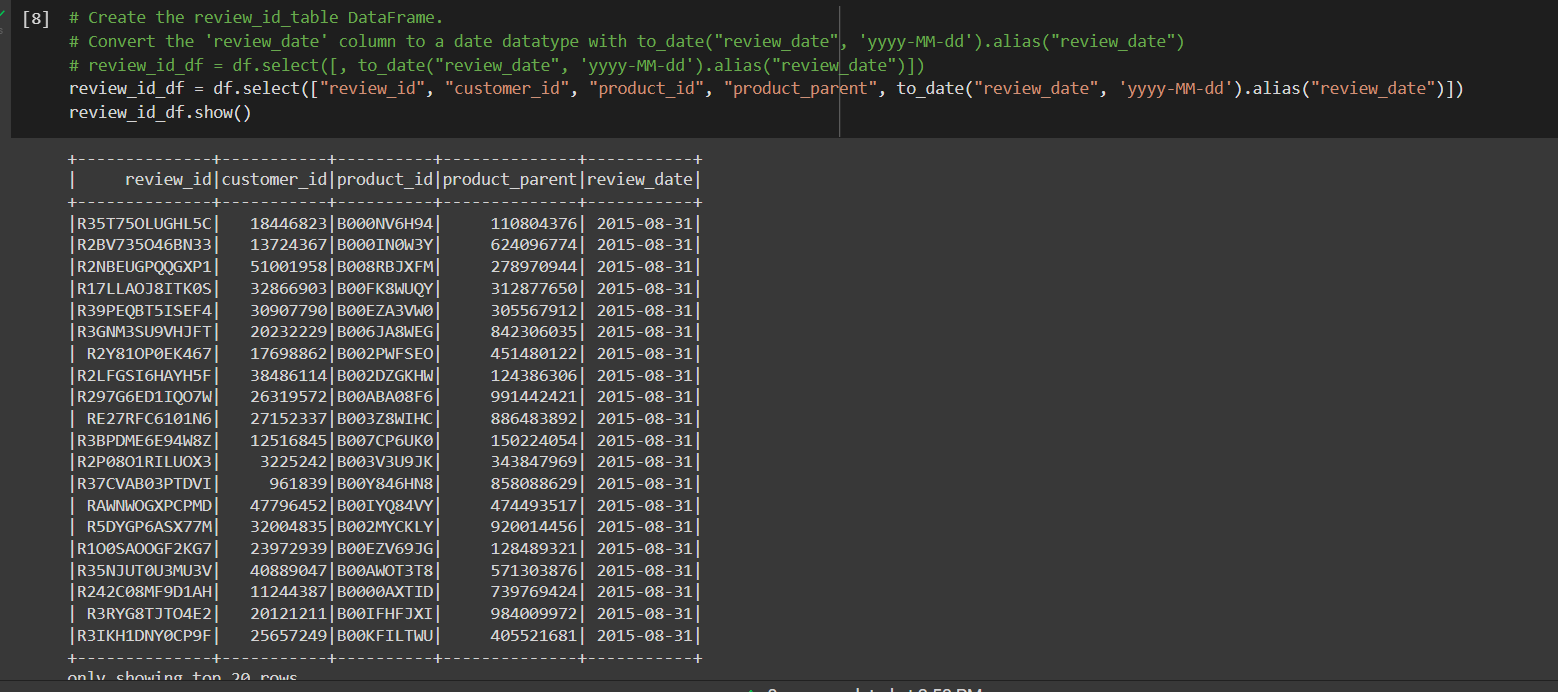 [8] # Create the review_id_table DataFrame.
# Convert the 'review_date' column to a date datatype with to_date("review_date", 'yyyy-MM-dd').alias("review_date")
# review_id_df = df.select([, to_date("review_date", 'yyyy-MM-dd').alias("review_date")])
review_id_df = df.select(["review_id", "customer_id", "product_id", "product_parent", to_date("review_date", 'yyyy-MM-dd').alias("review_date")])
review_id_df.show()
+--------------+-----------+----------+--------------+-----------+
|     review_id|customer_id|product_id|product_parent|review_date|
+--------------+-----------+----------+--------------+-----------+
|R35T75OLUGHL5C|   18446823|B000NV6H94|     110804376| 2015-08-31|
|R2BV735O46BN33|   13724367|B000IN0W3Y|     624096774| 2015-08-31|
|R2NBEUGPQQGXP1|   51001958|B008RBJXFM|     278970944| 2015-08-31|
|R17LLAOJ8ITK0S|   32866903|B00FK8WUQY|     312877650| 2015-08-31|
|R39PEQBT5ISEF4|   30907790|B00EZA3VW0|     305567912| 2015-08-31|
|R3GNM3SU9VHJFT|   20232229|B006JA8WEG|     842306035| 2015-08-31|
| R2Y81OP0EK467|   17698862|B002PWFSEO|     451480122| 2015-08-31|
|R2LFGSI6HAYH5F|   38486114|B002DZGKHW|     124386306| 2015-08-31|
|R297G6ED1IQO7W|   26319572|B00ABA08F6|     991442421| 2015-08-31|
| RE27RFC6101N6|   27152337|B003Z8WIHC|     886483892| 2015-08-31|
|R3BPDME6E94W8Z|   12516845|B007CP6UK0|     150224054| 2015-08-31|
|R2P08O1RILUOX3|    3225242|B003V3U9JK|     343847969| 2015-08-31|
|R37CVAB03PTDVI|     961839|B00Y846HN8|     858088629| 2015-08-31|
| RAWNWOGXPCPMD|   47796452|B00IYQ84VY|     474493517| 2015-08-31|
| R5DYGP6ASX77M|   32004835|B002MYCKLY|     920014456| 2015-08-31|
|R1O0SAOOGF2KG7|   23972939|B00EZV69JG|     128489321| 2015-08-31|
|R35NJUT0U3MU3V|   40889047|B00AWOT3T8|     571303876| 2015-08-31|
|R242C08MF9D1AH|   11244387|B0000AXTID|     739769424| 2015-08-31|
| R3RYG8TJTO4E2|   20121211|B00IFHFJXI|     984009972| 2015-08-31|
|R3IKH1DNY0CP9F|   25657249|B00KFILTWU|     405521681| 2015-08-31|
+--------------+-----------+----------+--------------+-----------+
only showing top 20 rows